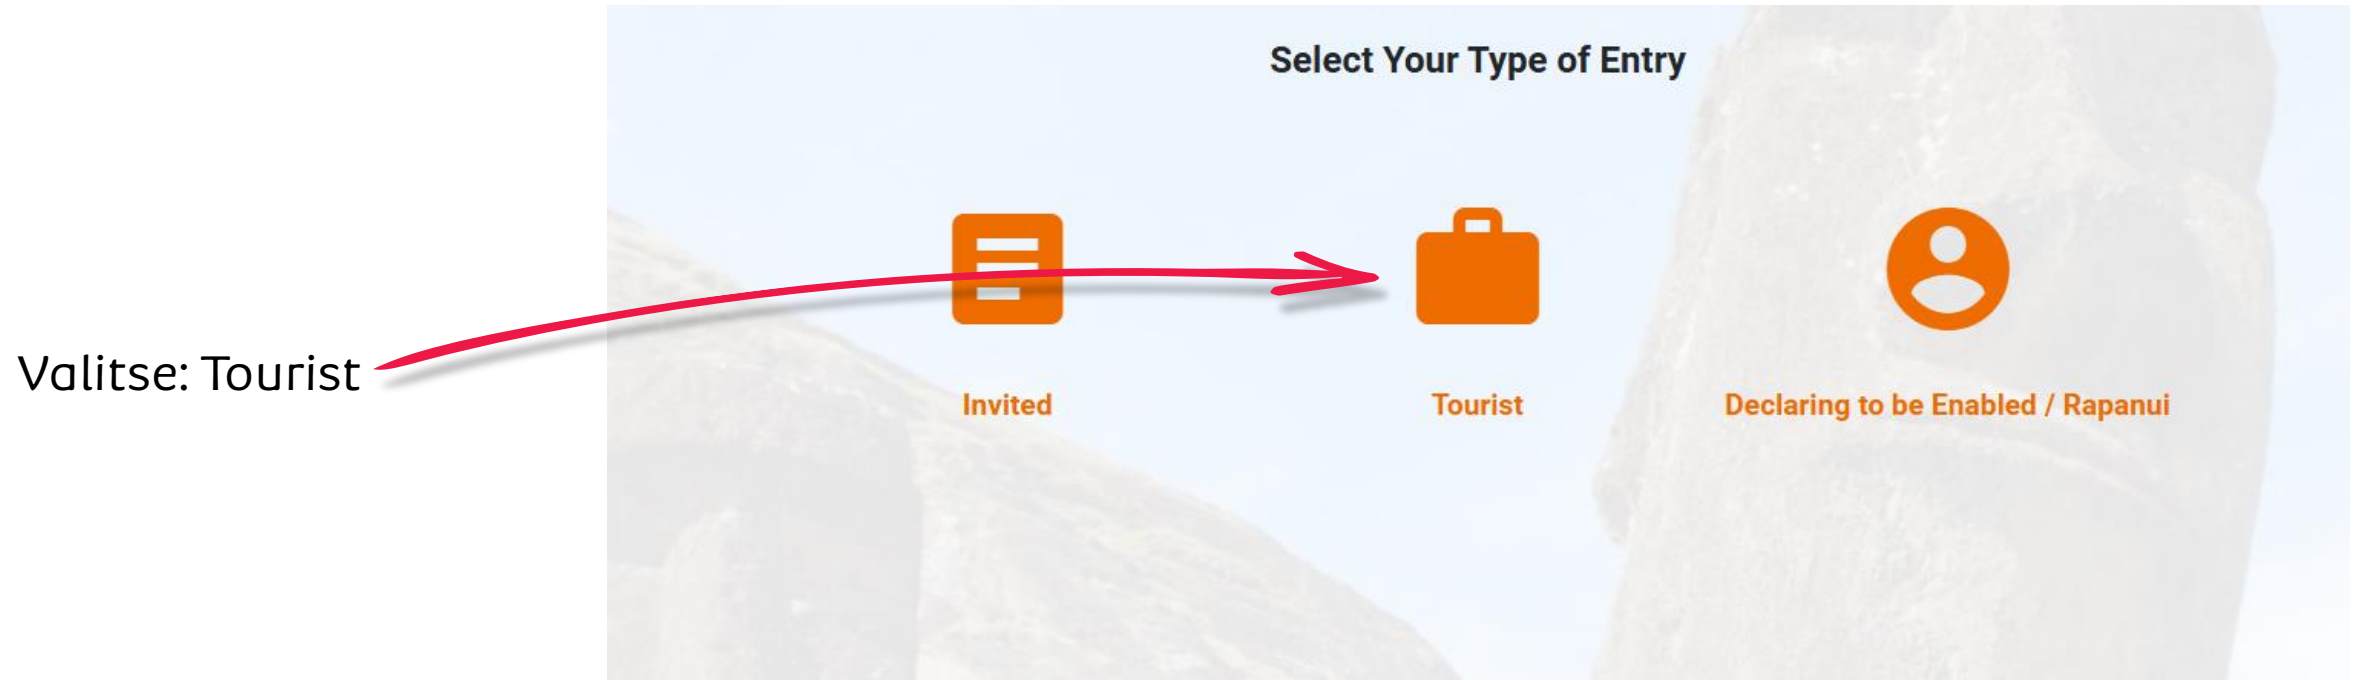 Select Your Type of Entry
Valitse: Tourist
Invited
Tourist
Declaring to be Enabled / Rapanui